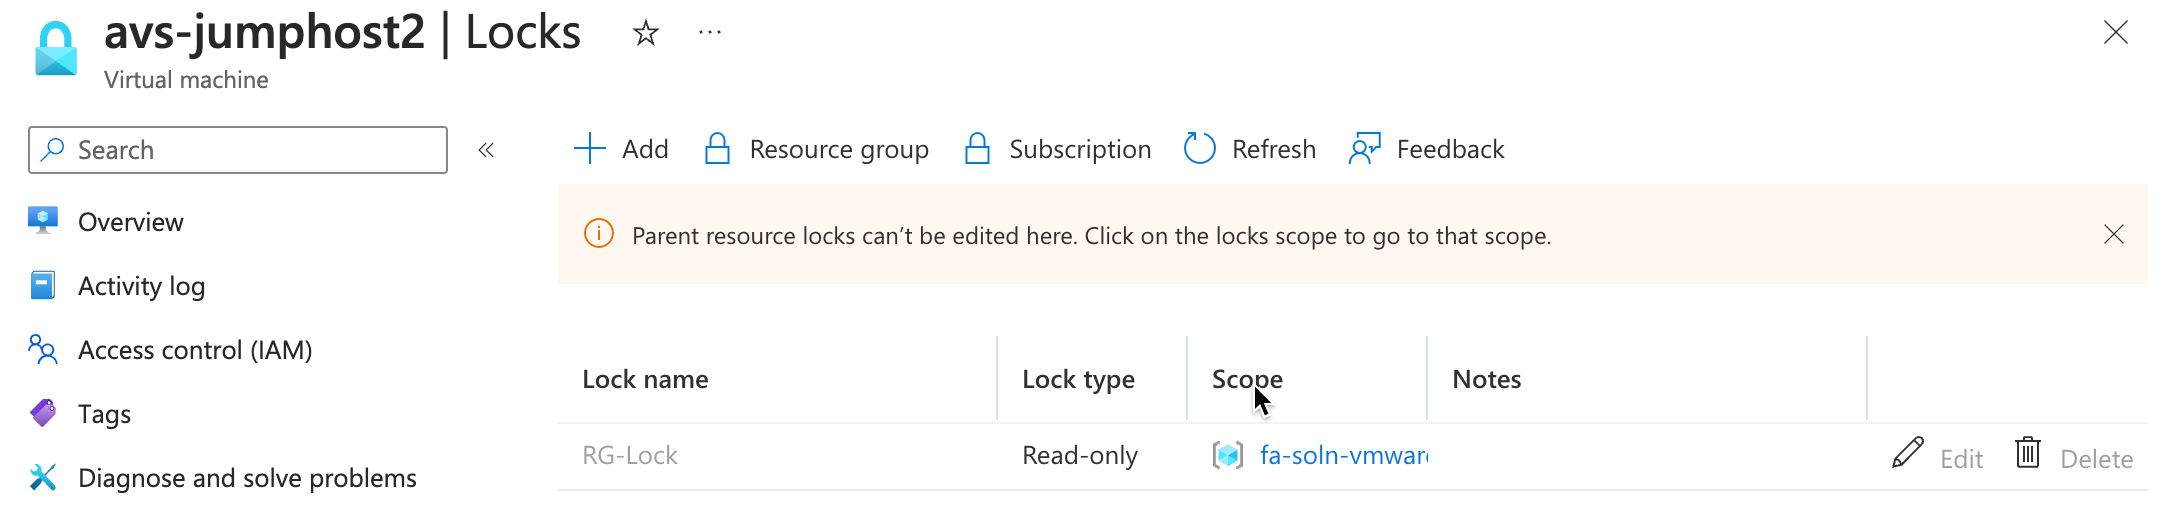 avs-jumphost2 | Locks
Virtual machine
Search
Add Resource group Subscription Refresh Feedback
Overview
Parent resource locks can’t be edited here. Click on the locks scope to go to that scope.
Activity log
Access control (IAM)
Lock name Lock type Scope Notes
Tags
RG-Lock Read-only fa-soln-vmware Edit Delete
Diagnose and solve problems